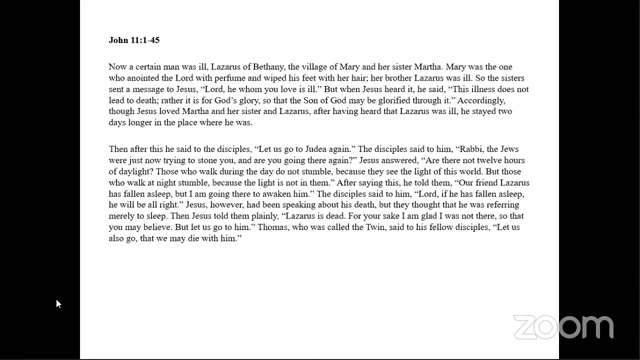 John 11:1-45
Now a certain man was ill, Lazarus of Bethany, the village of Mary and her sister Martha. Mary was the one
who anointed the Lord with perfume and wiped his feet with her hair; her brother Lazarus was ill. So the sisters
sent a message to Jesus, “Lord, he whom you love is ill.” But when Jesus heard it, he said, “This illness does not
lead to death; rather it is for God’s glory, so that the Son of God may be glorified through it.” Accordingly,
though Jesus loved Martha and her sister and Lazarus, after having heard that Lazarus was ill, he stayed two
days longer in the place where he was.
Then after this he said to the disciples, “Let us go to Judea again.” The disciples said to him, “Rabbi, the Jews
were just now trying to stone you, and are you going there again?” Jesus answered, “Are there not twelve hours
of daylight? Those who walk during the day do not stumble, because they see the light of this world. But those
who walk at night stumble, because the light is not in them.” After saying this, he told them, “Our friend Lazarus
has fallen asleep, but I am going there to awaken him.” The disciples said to him, “Lord, if he has fallen asleep,
he will be all right.” Jesus, however, had been speaking about his death, but they thought that he was referring
merely to sleep. Then Jesus told them plainly, “Lazarus is dead. For your sake I am glad I was not there, so that
you may believe. But let us go to him.” Thomas, who was called the Twin, said to his fellow disciples, “Let us
also go, that we may die with him.”
zoom